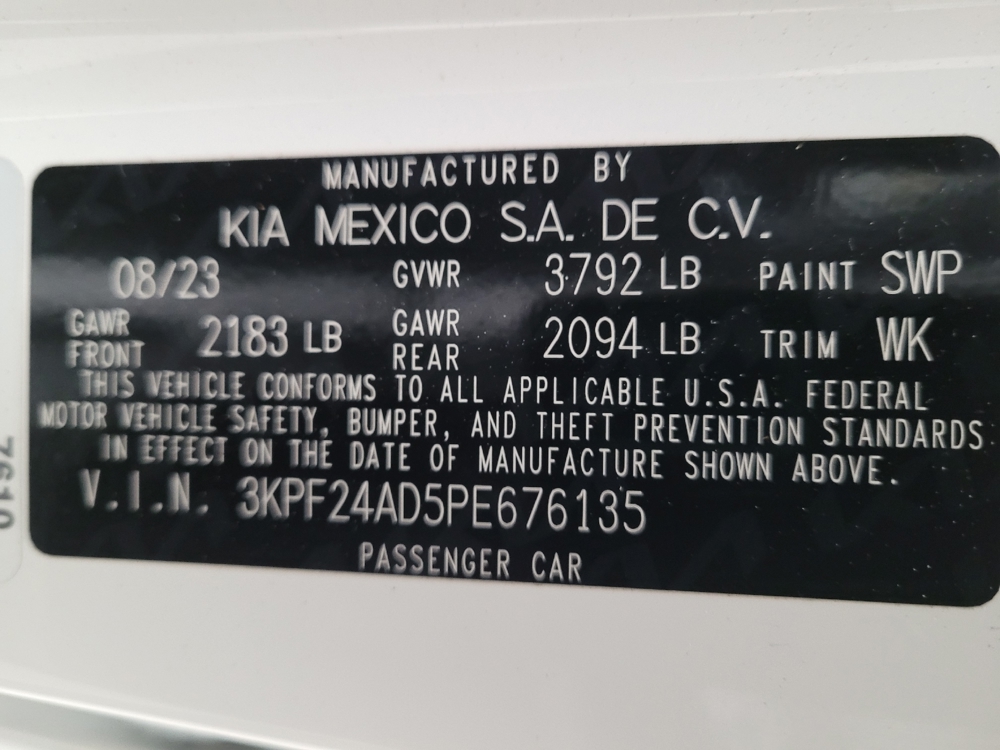 MANUFACTURED BY
KIA MEXICO S.A. DE C.V.
08/23 GVWR 3792 LB PAINT SWP
GAWR FRONT 2183 LB GAWR REAR 2094 LB TRIM WK
THIS VEHICLE CONFORMS TO ALL APPLICABLE U.S.A. FEDERAL
MOTOR VEHICLE SAFETY, BUMPER, AND THEFT PREVENTION STANDARDS
IN EFFECT ON THE DATE OF MANUFACTURE SHOWN ABOVE.
V.I.N. 3KPF24AD5PE676135
PASSENGER CAR